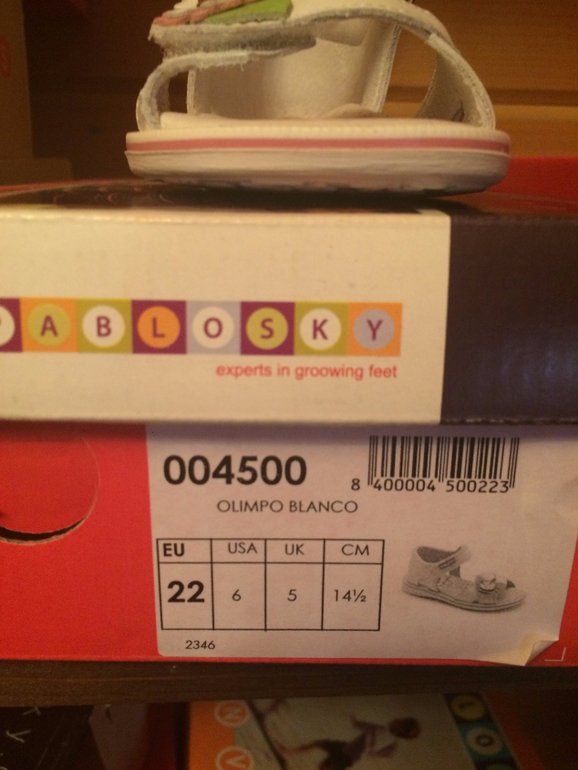 PABLOSKY
experts in groowing feet
004500
OLIMPO BLANCO
8 400004 500223
EU USA UK CM
22 6 5 14½
2346
N
V
L
O